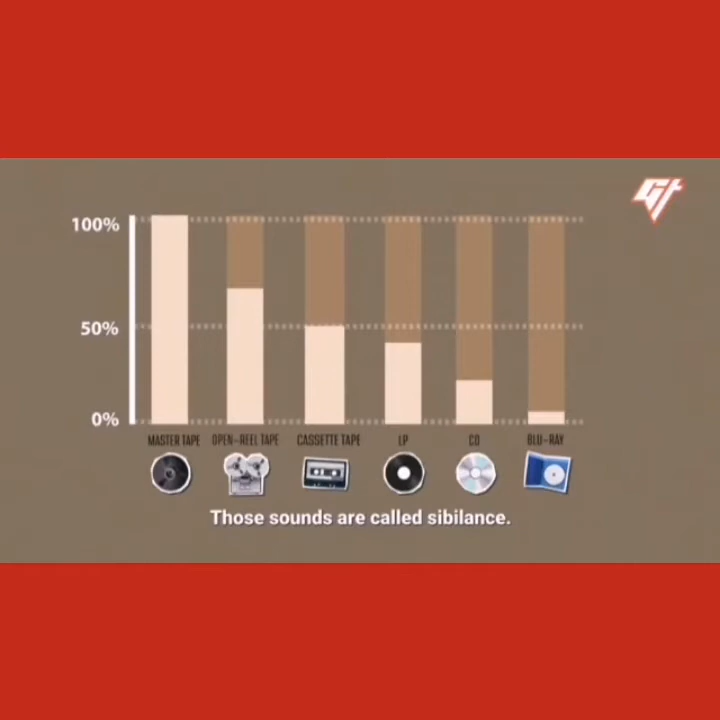 Gt
100%
50%
0%
MASTER TAPE OPEN-REEL TAPE CASSETTE TAPE LP CD BLU-RAY
Those sounds are called sibilance.